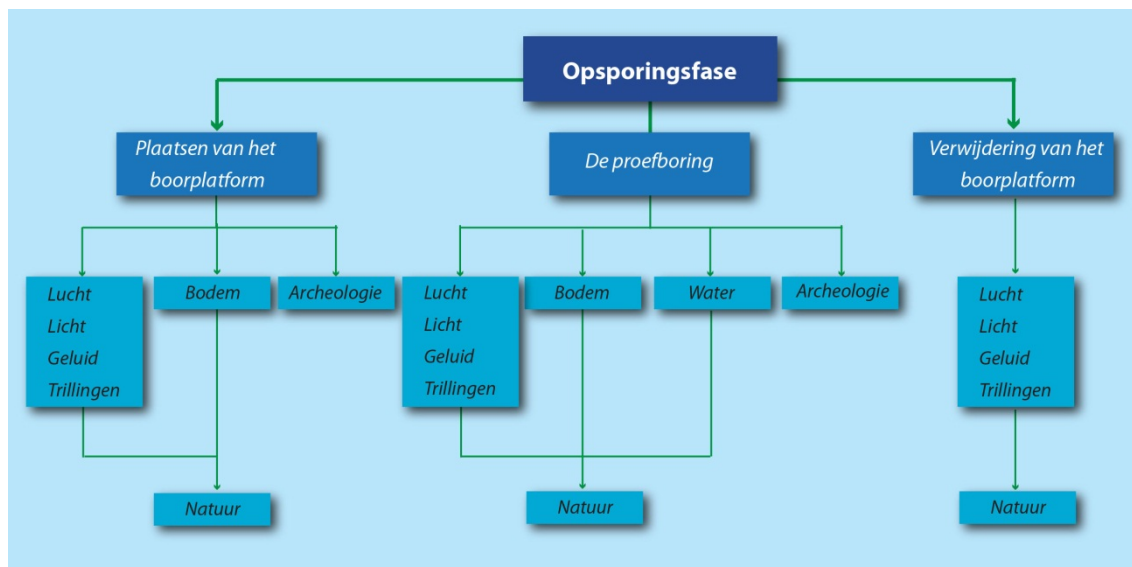 Opsporingsfase
Plaatsen van het
boorplatform
De proefboring
Verwijdering van het
boorplatform
Lucht
Licht
Geluid
Trillingen
Bodem
Archeologie
Lucht
Licht
Geluid
Trillingen
Bodem
Water
Archeologie
Lucht
Licht
Geluid
Trillingen
Natuur
Natuur
Natuur